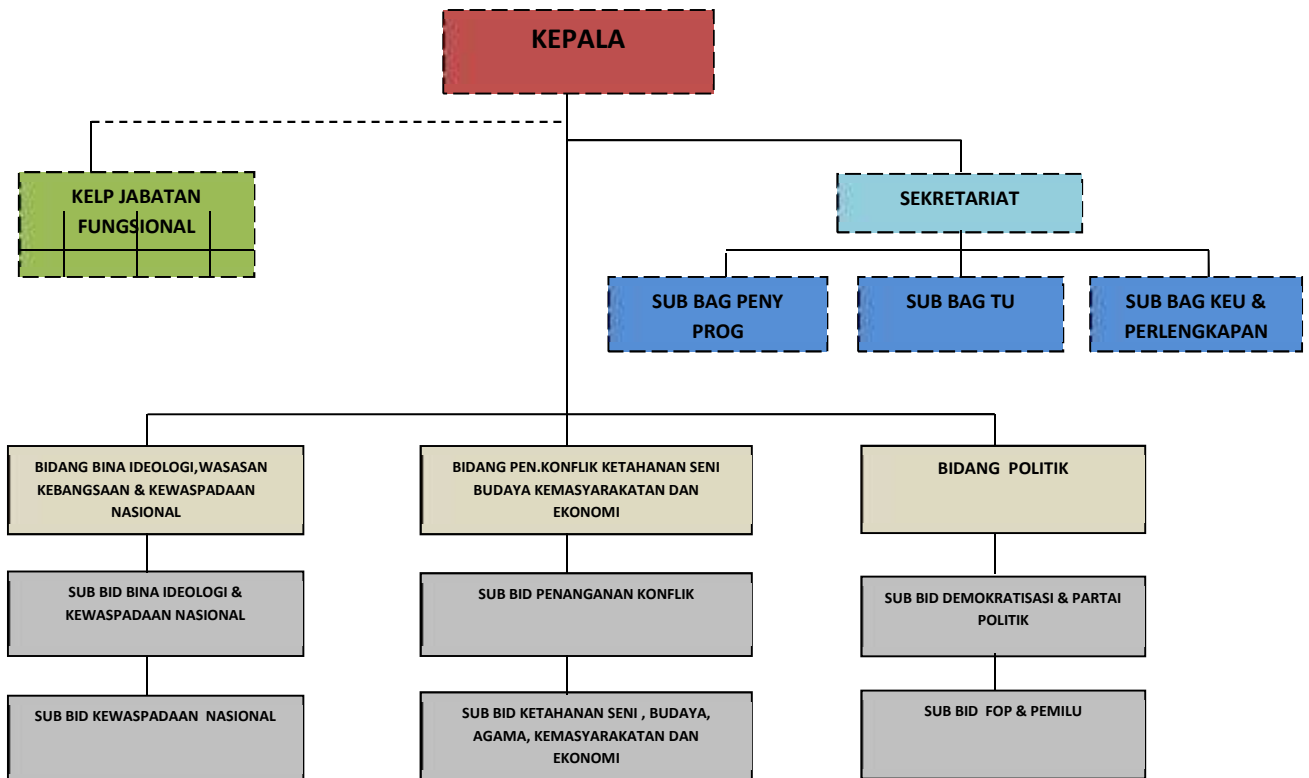 KEPALA
KELP JABATAN
FUNGSIONAL
SEKRETARIAT
SUB BAG PENY
PROG
SUB BAG TU
SUB BAG KEU &
PERLENGKAPAN
BIDANG BINA IDEOLOGI,WASASAN
KEBANGSAAN & KEWASPADAAN
NASIONAL
BIDANG PEN.KONFLIK KETAHANAN SENI
BUDAYA KEMASYARAKATAN DAN
EKONOMI
BIDANG POLITIK
SUB BID BINA IDEOLOGI &
KEWASPADAAN NASIONAL
SUB BID PENANGANAN KONFLIK
SUB BID DEMOKRATISASI & PARTAI
POLITIK
SUB BID KEWASPADAAN NASIONAL
SUB BID KETAHANAN SENI , BUDAYA,
AGAMA, KEMASYARAKATAN DAN
EKONOMI
SUB BID FOP & PEMILU